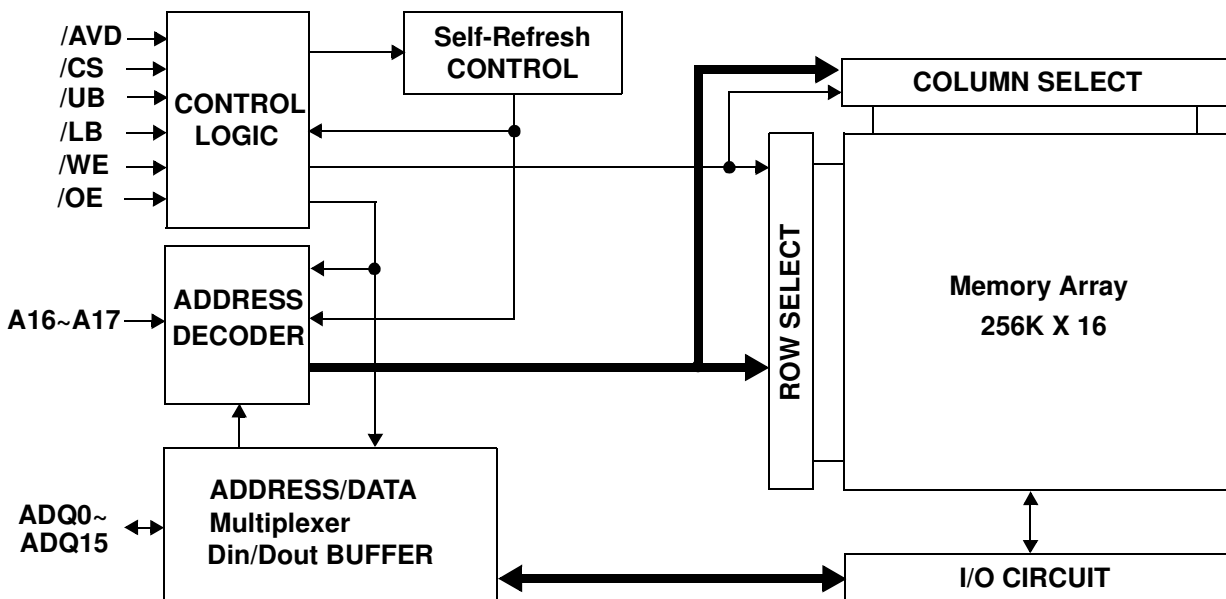 /AVD
/CS
/UB
/LB
/WE
/OE
CONTROL
LOGIC
Self-Refresh
CONTROL
COLUMN SELECT
A16~A17
ADDRESS
DECODER
ROW SELECT
Memory Array
256K X 16
ADQ0~
ADQ15
ADDRESS/DATA
Multiplexer
Din/Dout BUFFER
I/O CIRCUIT